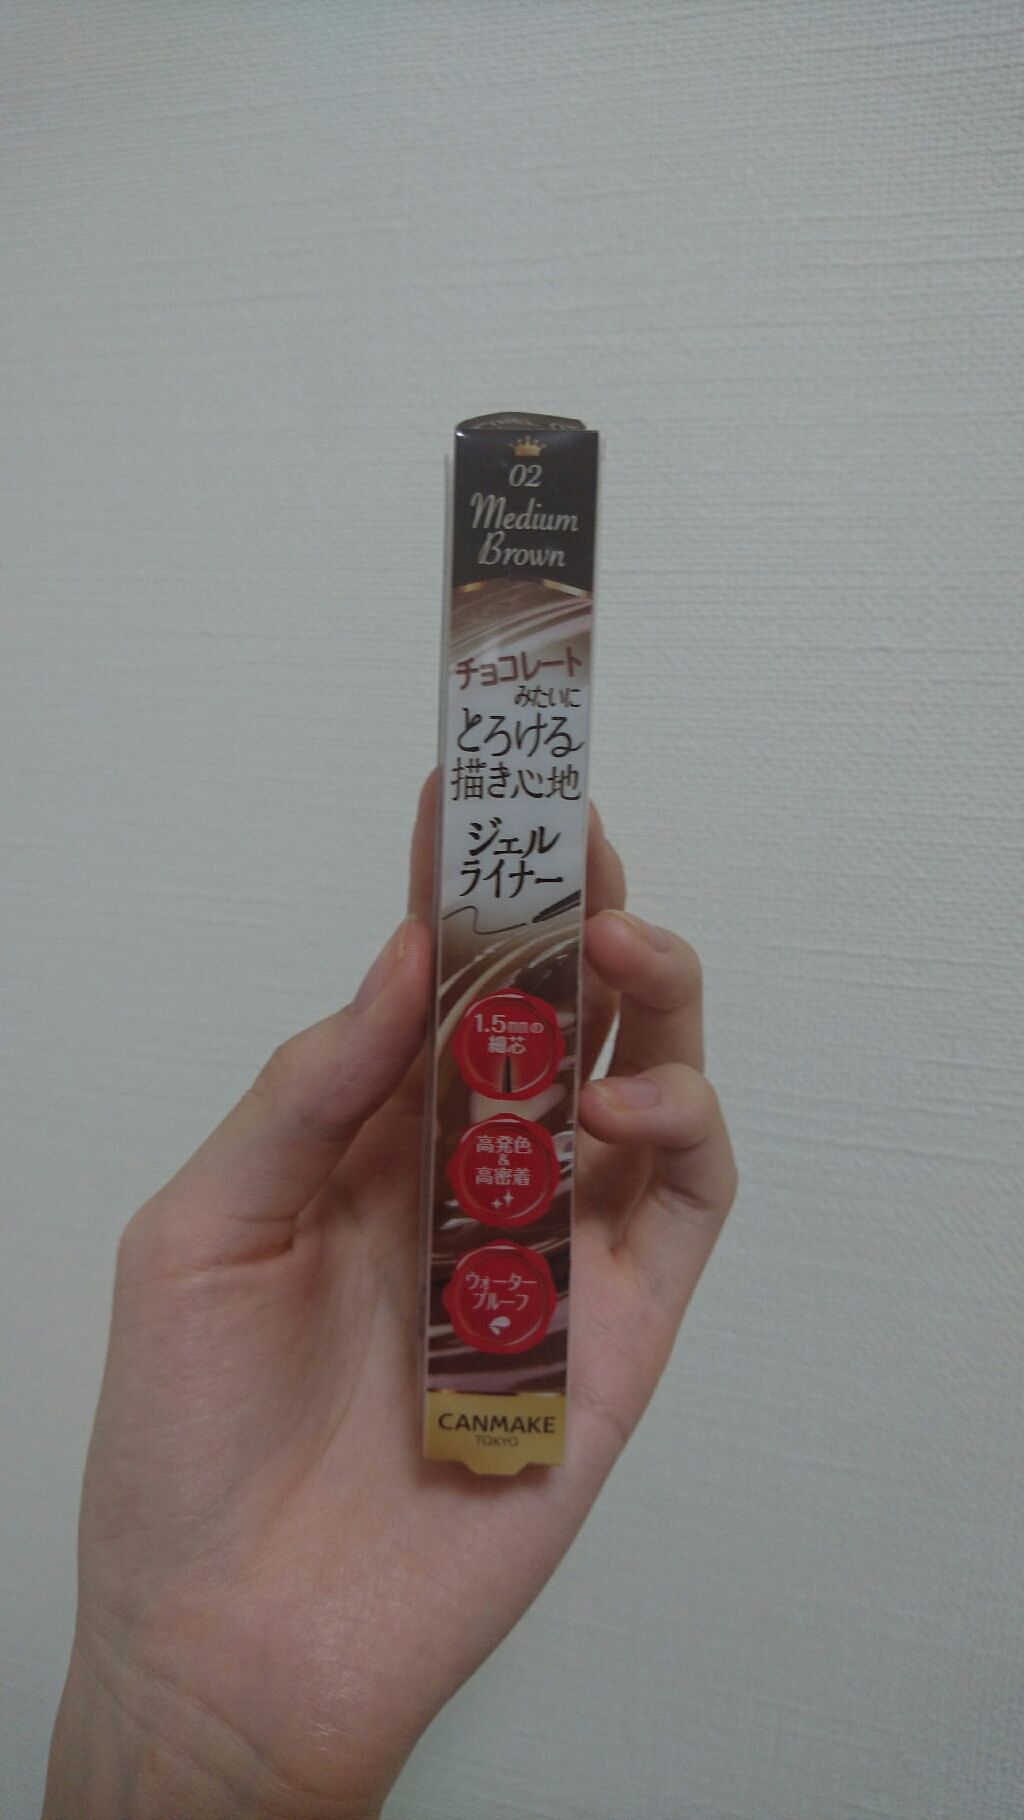 02
Medium
Brown
チョコレート
みたいに
とろける
描き心地
ジェル
ライナー
1.5mmの
細芯
高発色
&
高密着
ウォーター
プルーフ
CANMAKE
TOKYO